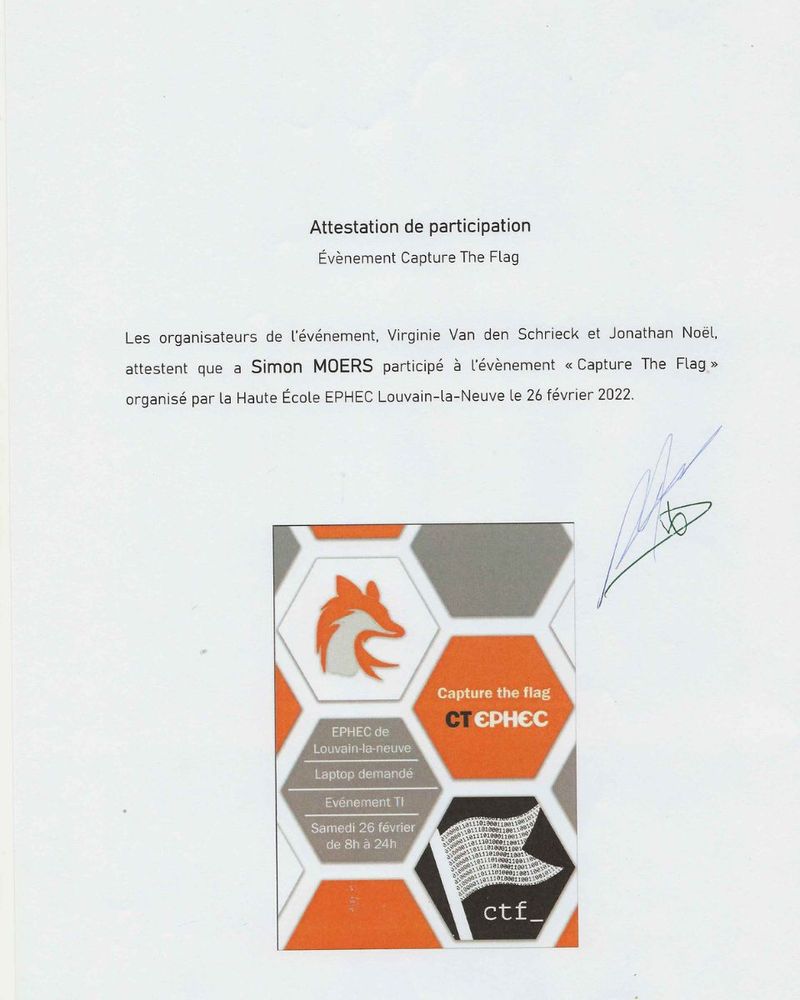 Attestation de participation
Évènement Capture The Flag
Les organisateurs de l'événement, Virginie Van den Schrieck et Jonathan Noël,
attestent que a Simon MOERS participé à l'évènement « Capture The Flag »
organisé par la Haute École EPHEC Louvain-la-Neuve le 26 février 2022.
Capture the flag
CTEPHEC
EPHEC de
Louvain-la-neuve
Laptop demandé
Evénement TI
Samedi 26 février
de 8h à 24h
ctf_